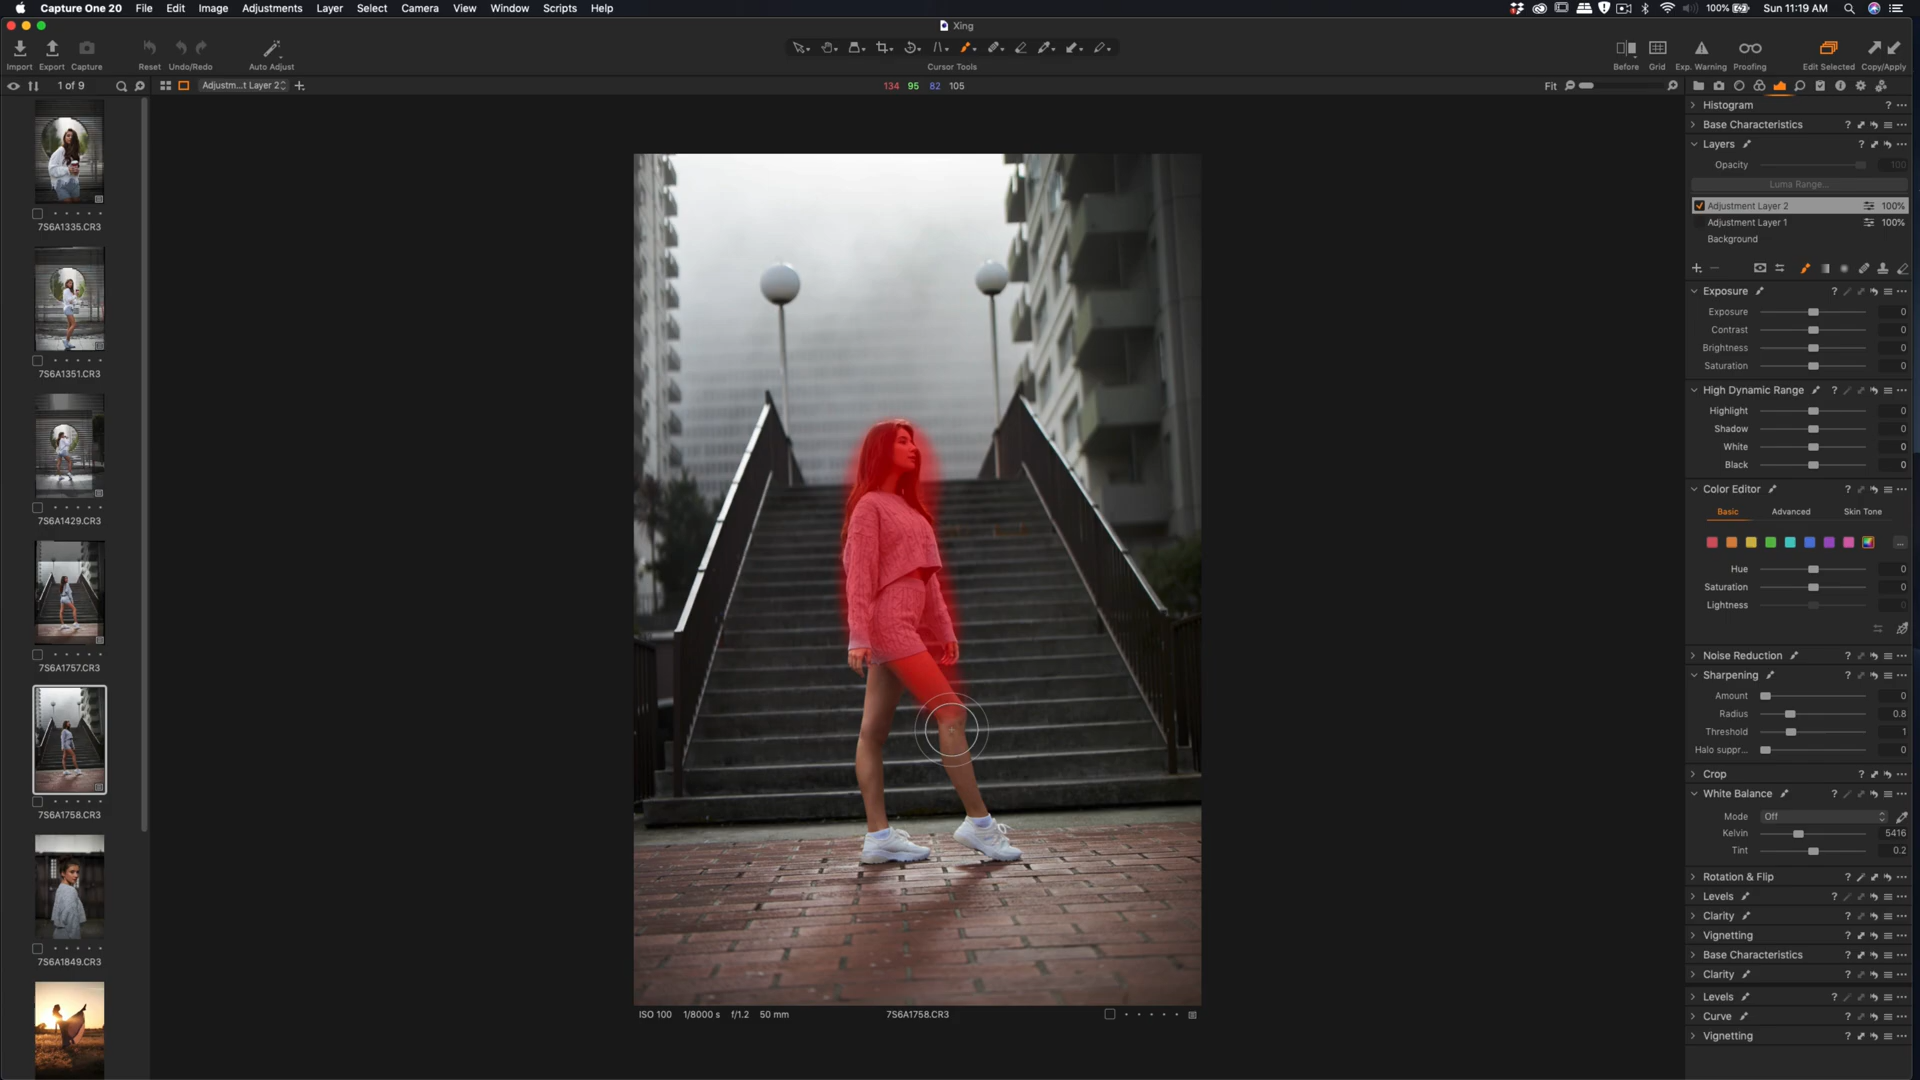 Capture One 20 File Edit Image Adjustments Layer Select Camera View Window Scripts Help 100% Sun 11:19 AM
Xing
Import Export Capture Reset Undo/Redo Auto Adjust Cursor Tools Before Grid Exp. Warning Proofing Edit Selected Copy/Apply
1 of 9 Adjustm...t Layer 2 134 95 82 105 Fit
7S6A1335.CR3
7S6A1351.CR3
7S6A1429.CR3
7S6A1757.CR3
7S6A1758.CR3
7S6A1849.CR3
ISO 100 1/8000 s f/1.2 50 mm 7S6A1758.CR3
Histogram ? ...
Base Characteristics ? ...
Layers ? ...
Opacity 100
Luma Range...
Adjustment Layer 2 100%
Adjustment Layer 1 100%
Background
Exposure ? ...
Exposure 0
Contrast 0
Brightness 0
Saturation 0
High Dynamic Range ? ...
Highlight 0
Shadow 0
White 0
Black 0
Color Editor ? ...
Basic Advanced Skin Tone
...
Hue 0
Saturation 0
Lightness 0
Noise Reduction ? ...
Sharpening ? ...
Amount 0
Radius 0.8
Threshold 1
Halo suppr... 0
Crop ? ...
White Balance ? ...
Mode Off
Kelvin 5416
Tint 0.2
Rotation & Flip ? ...
Levels ? ...
Clarity ? ...
Vignetting ? ...
Base Characteristics ? ...
Clarity ? ...
Levels ? ...
Curve ? ...
Vignetting ? ...